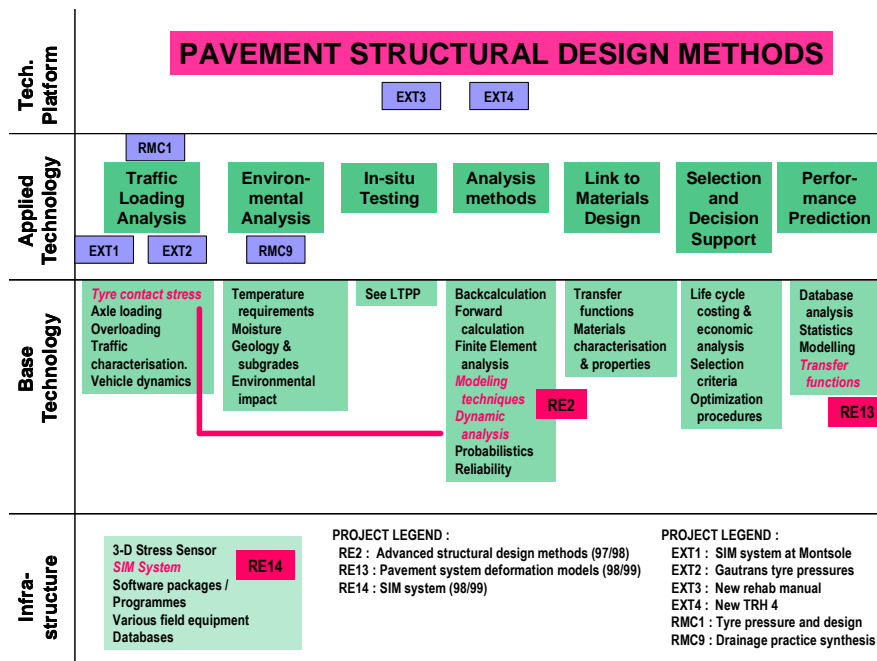 Tech.
Platform
PAVEMENT STRUCTURAL DESIGN METHODS
EXT3
EXT4
Applied
Technology
RMC1
Traffic
Loading
Analysis
Environ-
mental
Analysis
In-situ
Testing
Analysis
methods
Link to
Materials
Design
Selection
and
Decision
Support
Perfor-
mance
Prediction
EXT1
EXT2
RMC9
Base
Technology
Tyre contact stress
Axle loading
Overloading
Traffic
characterisation.
Vehicle dynamics
Temperature
requirements
Moisture
Geology &
subgrades
Environmental
impact
See LTPP
Backcalculation
Forward
calculation
Finite Element
analysis
Modeling
techniques
Dynamic
analysis
Probabilistics
Reliability
RE2
Transfer
functions
Materials
characterisation
& properties
Life cycle
costing &
economic
analysis
Selection
criteria
Optimization
procedures
Database
analysis
Statistics
Modelling
Transfer
functions
RE13
Infra-
structure
3-D Stress Sensor
SIM System
Software packages /
Programmes
Various field equipment
Databases
RE14
PROJECT LEGEND :
RE2 : Advanced structural design methods (97/98)
RE13 : Pavement system deformation models (98/99)
RE14 : SIM system (98/99)
PROJECT LEGEND :
EXT1 : SIM system at Montsole
EXT2 : Gautrans tyre pressures
EXT3 : New rehab manual
EXT4 : New TRH 4
RMC1 : Tyre pressure and design
RMC9 : Drainage practice synthesis